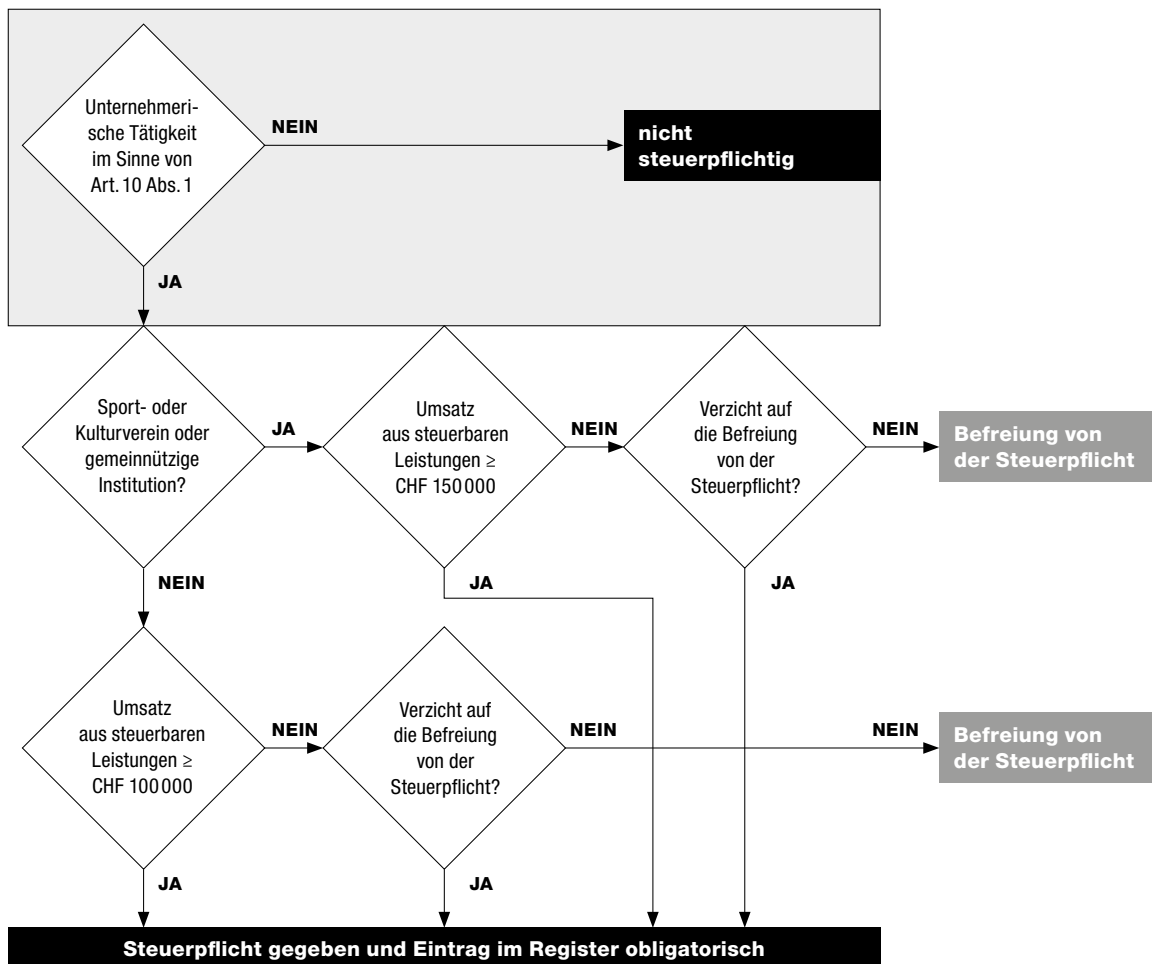 Unternehmeri-
sche Tätigkeit
im Sinne von
Art. 10 Abs. 1
NEIN
nicht
steuerpflichtig
JA
Sport- oder
Kulturverein oder
gemeinnützige
Institution?
JA
Umsatz
aus steuerbaren
Leistungen ≥
CHF 150 000
NEIN
Verzicht auf
die Befreiung
von der
Steuerpflicht?
NEIN
Befreiung von
der Steuerpflicht
NEIN
JA
JA
Umsatz
aus steuerbaren
Leistungen ≥
CHF 100 000
NEIN
Verzicht auf
die Befreiung
von der
Steuerpflicht?
NEIN
NEIN
Befreiung von
der Steuerpflicht
JA
JA
Steuerpflicht gegeben und Eintrag im Register obligatorisch